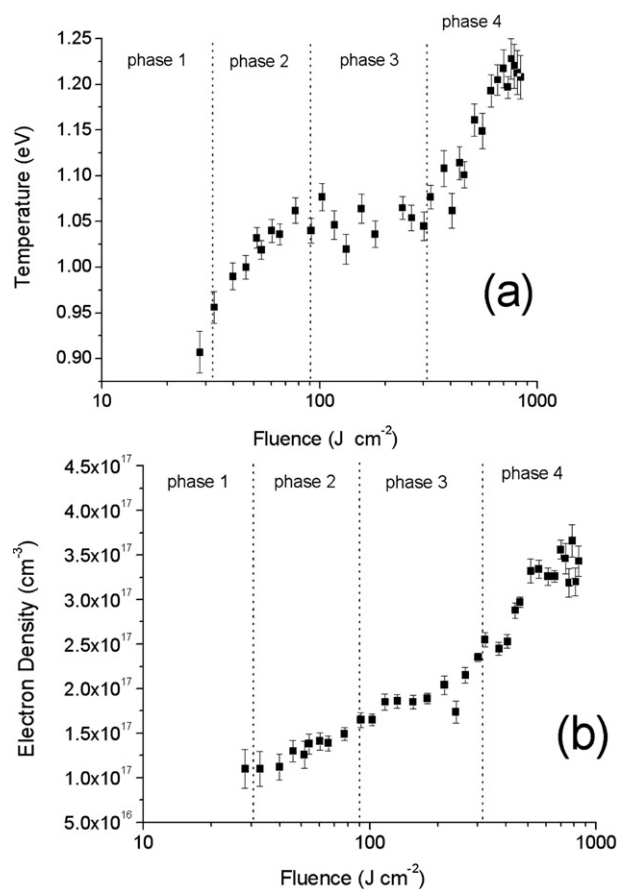 phase 4
1.25
phase 1
phase 2
phase 3
1.20
1.15
Temperature (eV)
1.10
1.05
1.00
(a)
0.95
0.90
10
100
1000
Fluence (J cm⁻²)
4.5x10¹⁷
phase 1
phase 2
phase 3
phase 4
4.0x10¹⁷
3.5x10¹⁷
3.0x10¹⁷
Electron Density (cm⁻³)
2.5x10¹⁷
2.0x10¹⁷
1.5x10¹⁷
(b)
1.0x10¹⁷
5.0x10¹⁶
10
100
1000
Fluence (J cm⁻²)